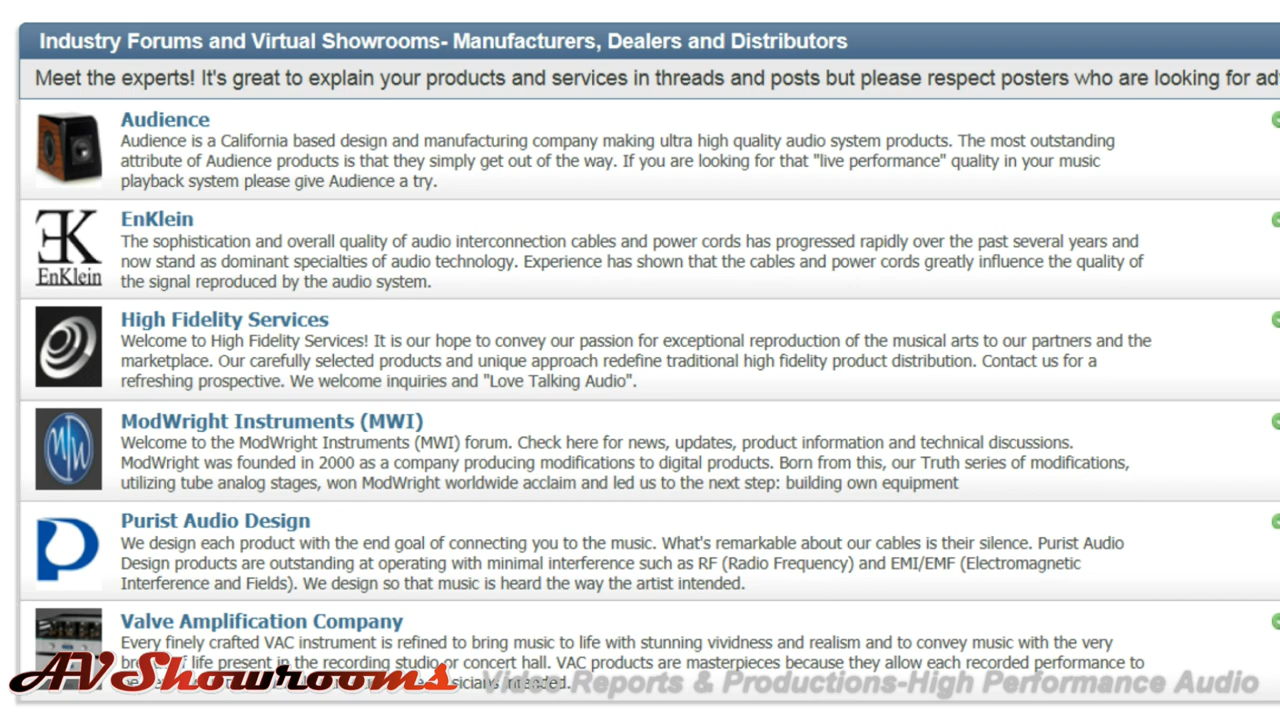 Industry Forums and Virtual Showrooms- Manufacturers, Dealers and Distributors
Meet the experts! It's great to explain your products and services in threads and posts but please respect posters who are looking for
Audience
Audience is a California based design and manufacturing company making ultra high quality audio system products. The most outstanding
attribute of Audience products is that they simply get out of the way. If you are looking for that "live performance" quality in your music
playback system please give Audience a try.
EnKlein
EK
EnKlein
The sophistication and overall quality of audio interconnection cables and power cords has progressed rapidly over the past several years and
now stand as dominant specialties of audio technology. Experience has shown that the cables and power cords greatly influence the quality of
the signal reproduced by the audio system.
High Fidelity Services
Welcome to High Fidelity Services! It is our hope to convey our passion for exceptional reproduction of the musical arts to our partners and the
marketplace. Our carefully selected products and unique approach redefine traditional high fidelity product distribution. Contact us for a
refreshing prospective. We welcome inquiries and "Love Talking Audio".
ModWright Instruments (MWI)
Welcome to the ModWright Instruments (MWI) forum. Check here for news, updates, product information and technical discussions.
ModWright was founded in 2000 as a company producing modifications to digital products. Born from this, our Truth series of modifications,
utilizing tube analog stages, won ModWright worldwide acclaim and led us to the next step: building own equipment
Purist Audio Design
We design each product with the end goal of connecting you to the music. What's remarkable about our cables is their silence. Purist Audio
Design products are outstanding at operating with minimal interference such as RF (Radio Frequency) and EMI/EMF (Electromagnetic
Interference and Fields). We design so that music is heard the way the artist intended.
Valve Amplification Company
Every finely crafted VAC instrument is refined to bring music to life with stunning vividness and realism and to convey music with the very
of life present in the recording studio or concert hall. VAC products are masterpieces because they allow each recorded performance to
intended.
AV Showrooms
Video Reports & Productions-High Performance Audio